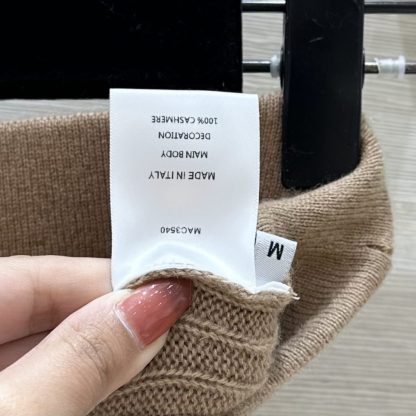 MAC3540
MADE iN ITALY
MAIN BODY
DECORATION
100% CASHMERE
M